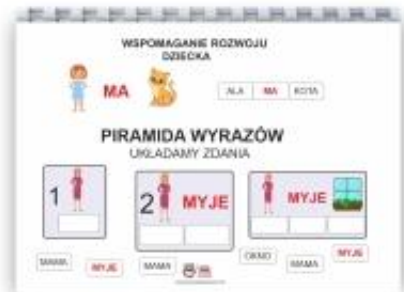 WSPOMAGANIE ROZWOJU
DZIECKA
MA
ALA MA KOTA
PIRAMIDA WYRAZÓW
UKŁADAMY ZDANIA
1
2 MYJE
MYJE
MAMA
MYJE
MAMA
OKNO
MAMA
MYJE